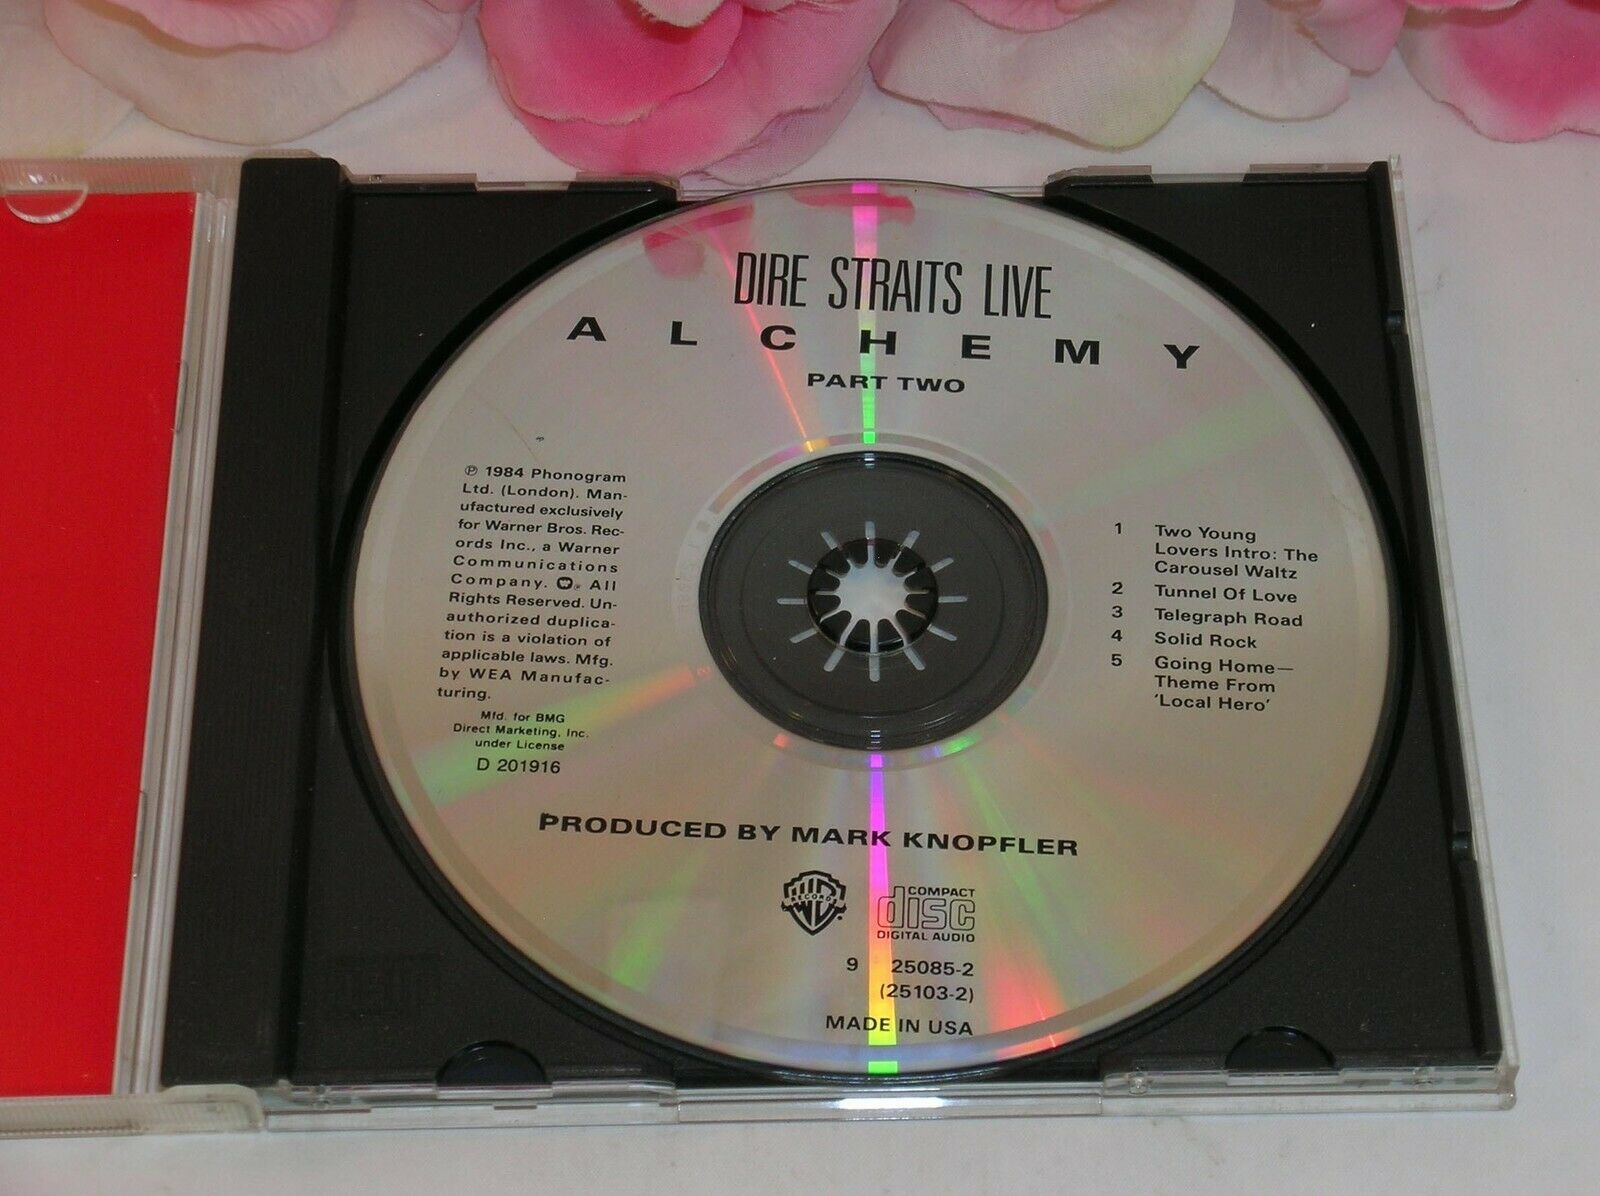 DIRE STRAITS LIVE
ALCHEMY
PART TWO
℗ 1984 Phonogram
Ltd. (London). Man-
ufactured exclusively
for Warner Bros. Rec-
ords Inc., a Warner
Communications
Company. All
Rights Reserved. Un-
authorized duplica-
tion is a violation of
applicable laws. Mfg.
by WEA Manufac-
turing.
Mfd. for BMG
Direct Marketing, Inc.
under License
D 201916
1 Two Young
Lovers Intro: The
Carousel Waltz
2 Tunnel Of Love
3 Telegraph Road
4 Solid Rock
5 Going Home—
Theme From
'Local Hero'
PRODUCED BY MARK KNOPFLER
WB RECORDS
COMPACT
disc
DIGITAL AUDIO
9 25085-2
(25103-2)
MADE IN USA